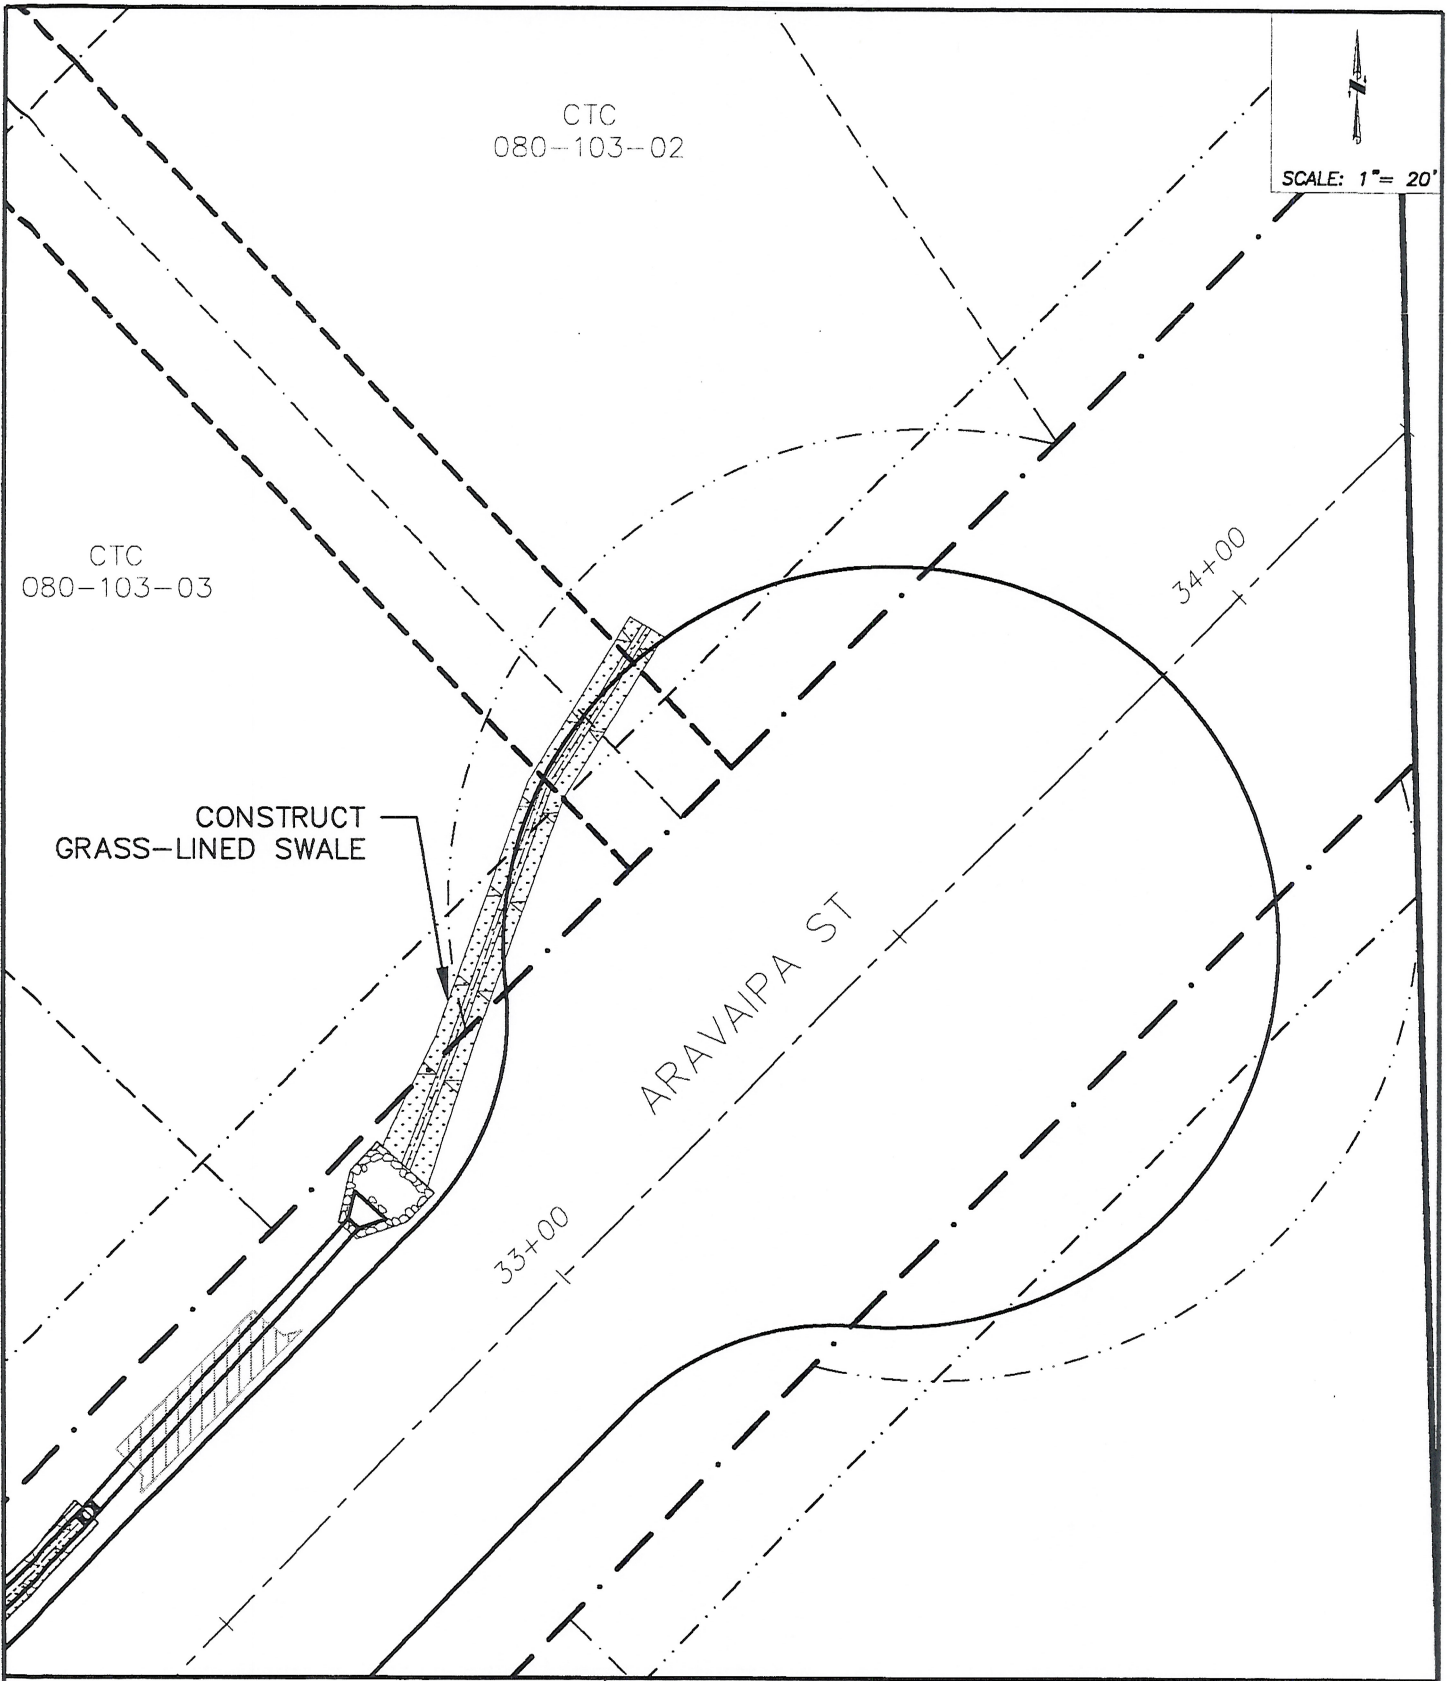 CTC
080-103-02
SCALE: 1"= 20'
CTC
080-103-03
34+00
CONSTRUCT
GRASS-LINED SWALE
ARAVAIPA ST
33+00